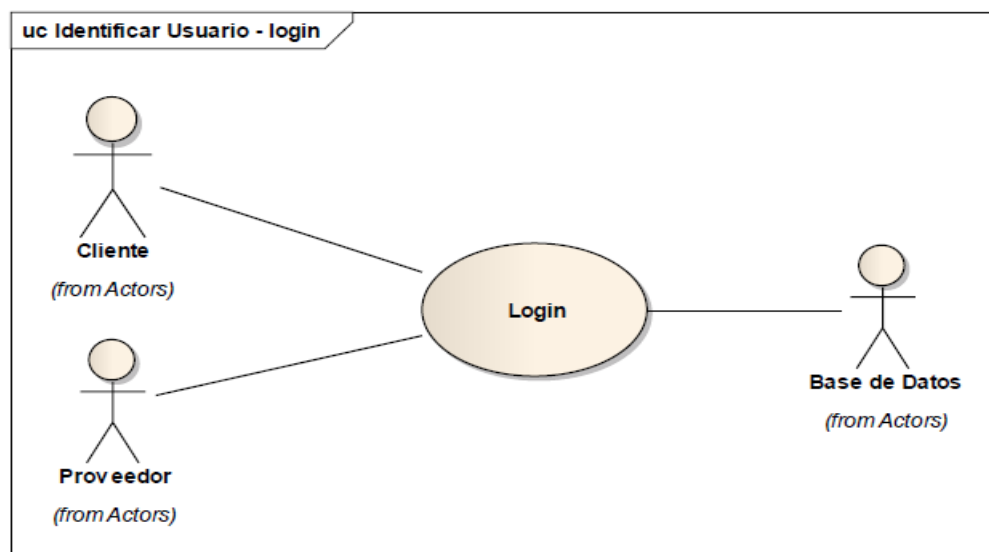 uc Identificar Usuario - login
Cliente
(from Actors)
Login
Base de Datos
(from Actors)
Proveedor
(from Actors)